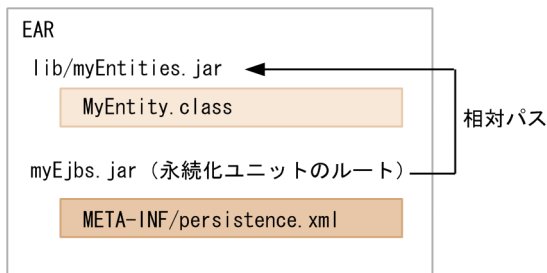 EAR
lib/myEntities.jar
MyEntity.class
相対パス
myEjbs.jar（永続化ユニットのルート）
META-INF/persistence.xml